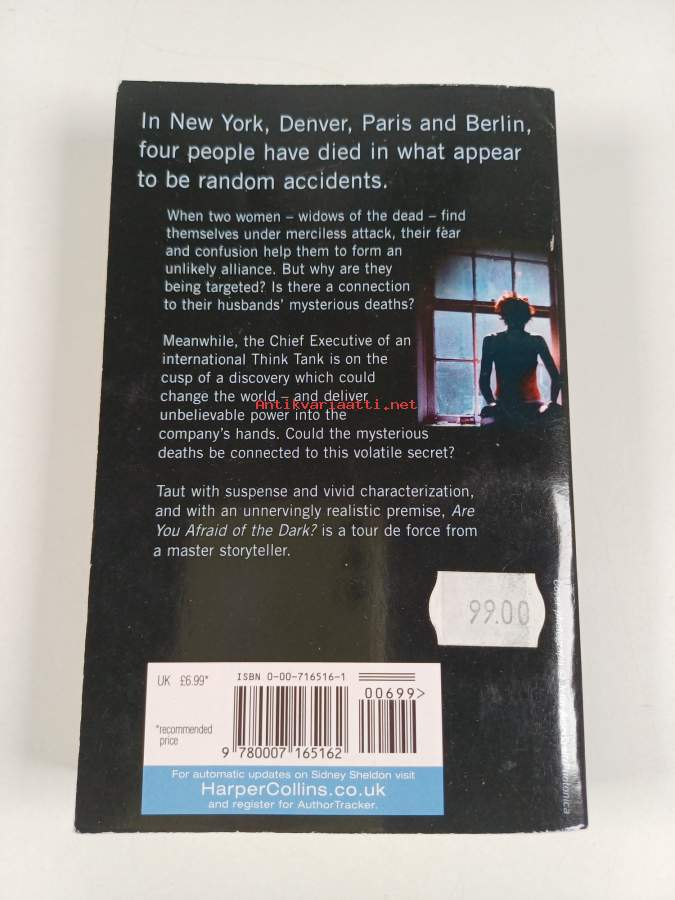 In New York, Denver, Paris and Berlin,
four people have died in what appear
to be random accidents.
When two women – widows of the dead – find
themselves under merciless attack, their fear
and confusion help them to form an
unlikely alliance. But why are they
being targeted? Is there a connection
to their husbands' mysterious deaths?
Meanwhile, the Chief Executive of an
international Think Tank is on the
cusp of a discovery which could
change the world – and deliver
Antikvariaatti.net
unbelievable power into the
company's hands. Could the mysterious
deaths be connected to this volatile secret?
Taut with suspense and vivid characterization,
and with an unnervingly realistic premise, Are
You Afraid of the Dark? is a tour de force from
a master storyteller.
99.00
UK £6.99*
*recommended
price
ISBN 0-00-716516-1
00699>
9 780007 165162
For automatic updates on Sidney Sheldon visit
HarperCollins.co.uk
and register for AuthorTracker.